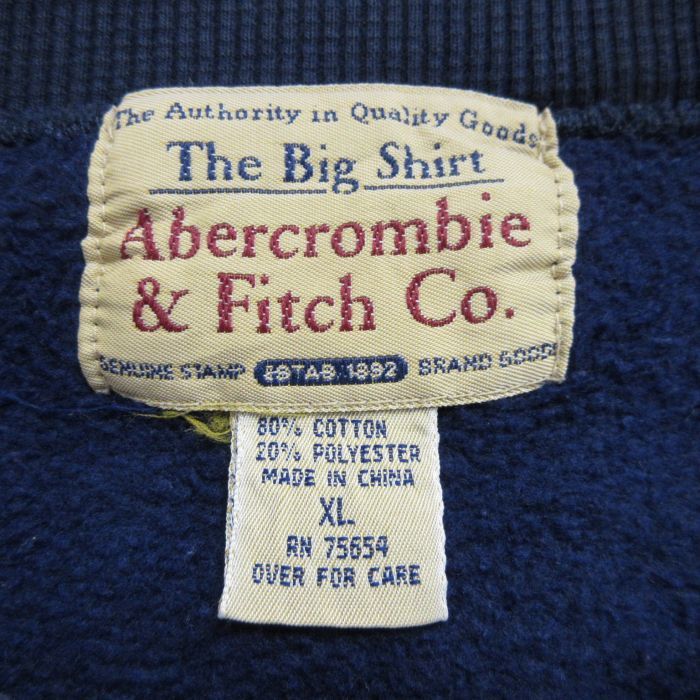 The Authority in Quality Goods
The Big Shirt
Abercrombie
& Fitch Co.
GENUINE STAMP ESTAB. 1892 BRAND GOODS
80% COTTON
20% POLYESTER
MADE IN CHINA
XL
RN 75654
OVER FOR CARE